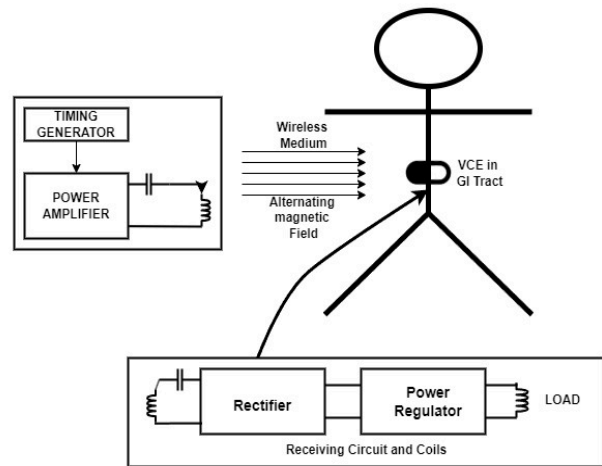 TIMING
GENERATOR
POWER
AMPLIFIER
Wireless
Medium
Alternating
magnetic
Field
VCE in
GI Tract
Rectifier
Power
Regulator
LOAD
Receiving Circuit and Coils